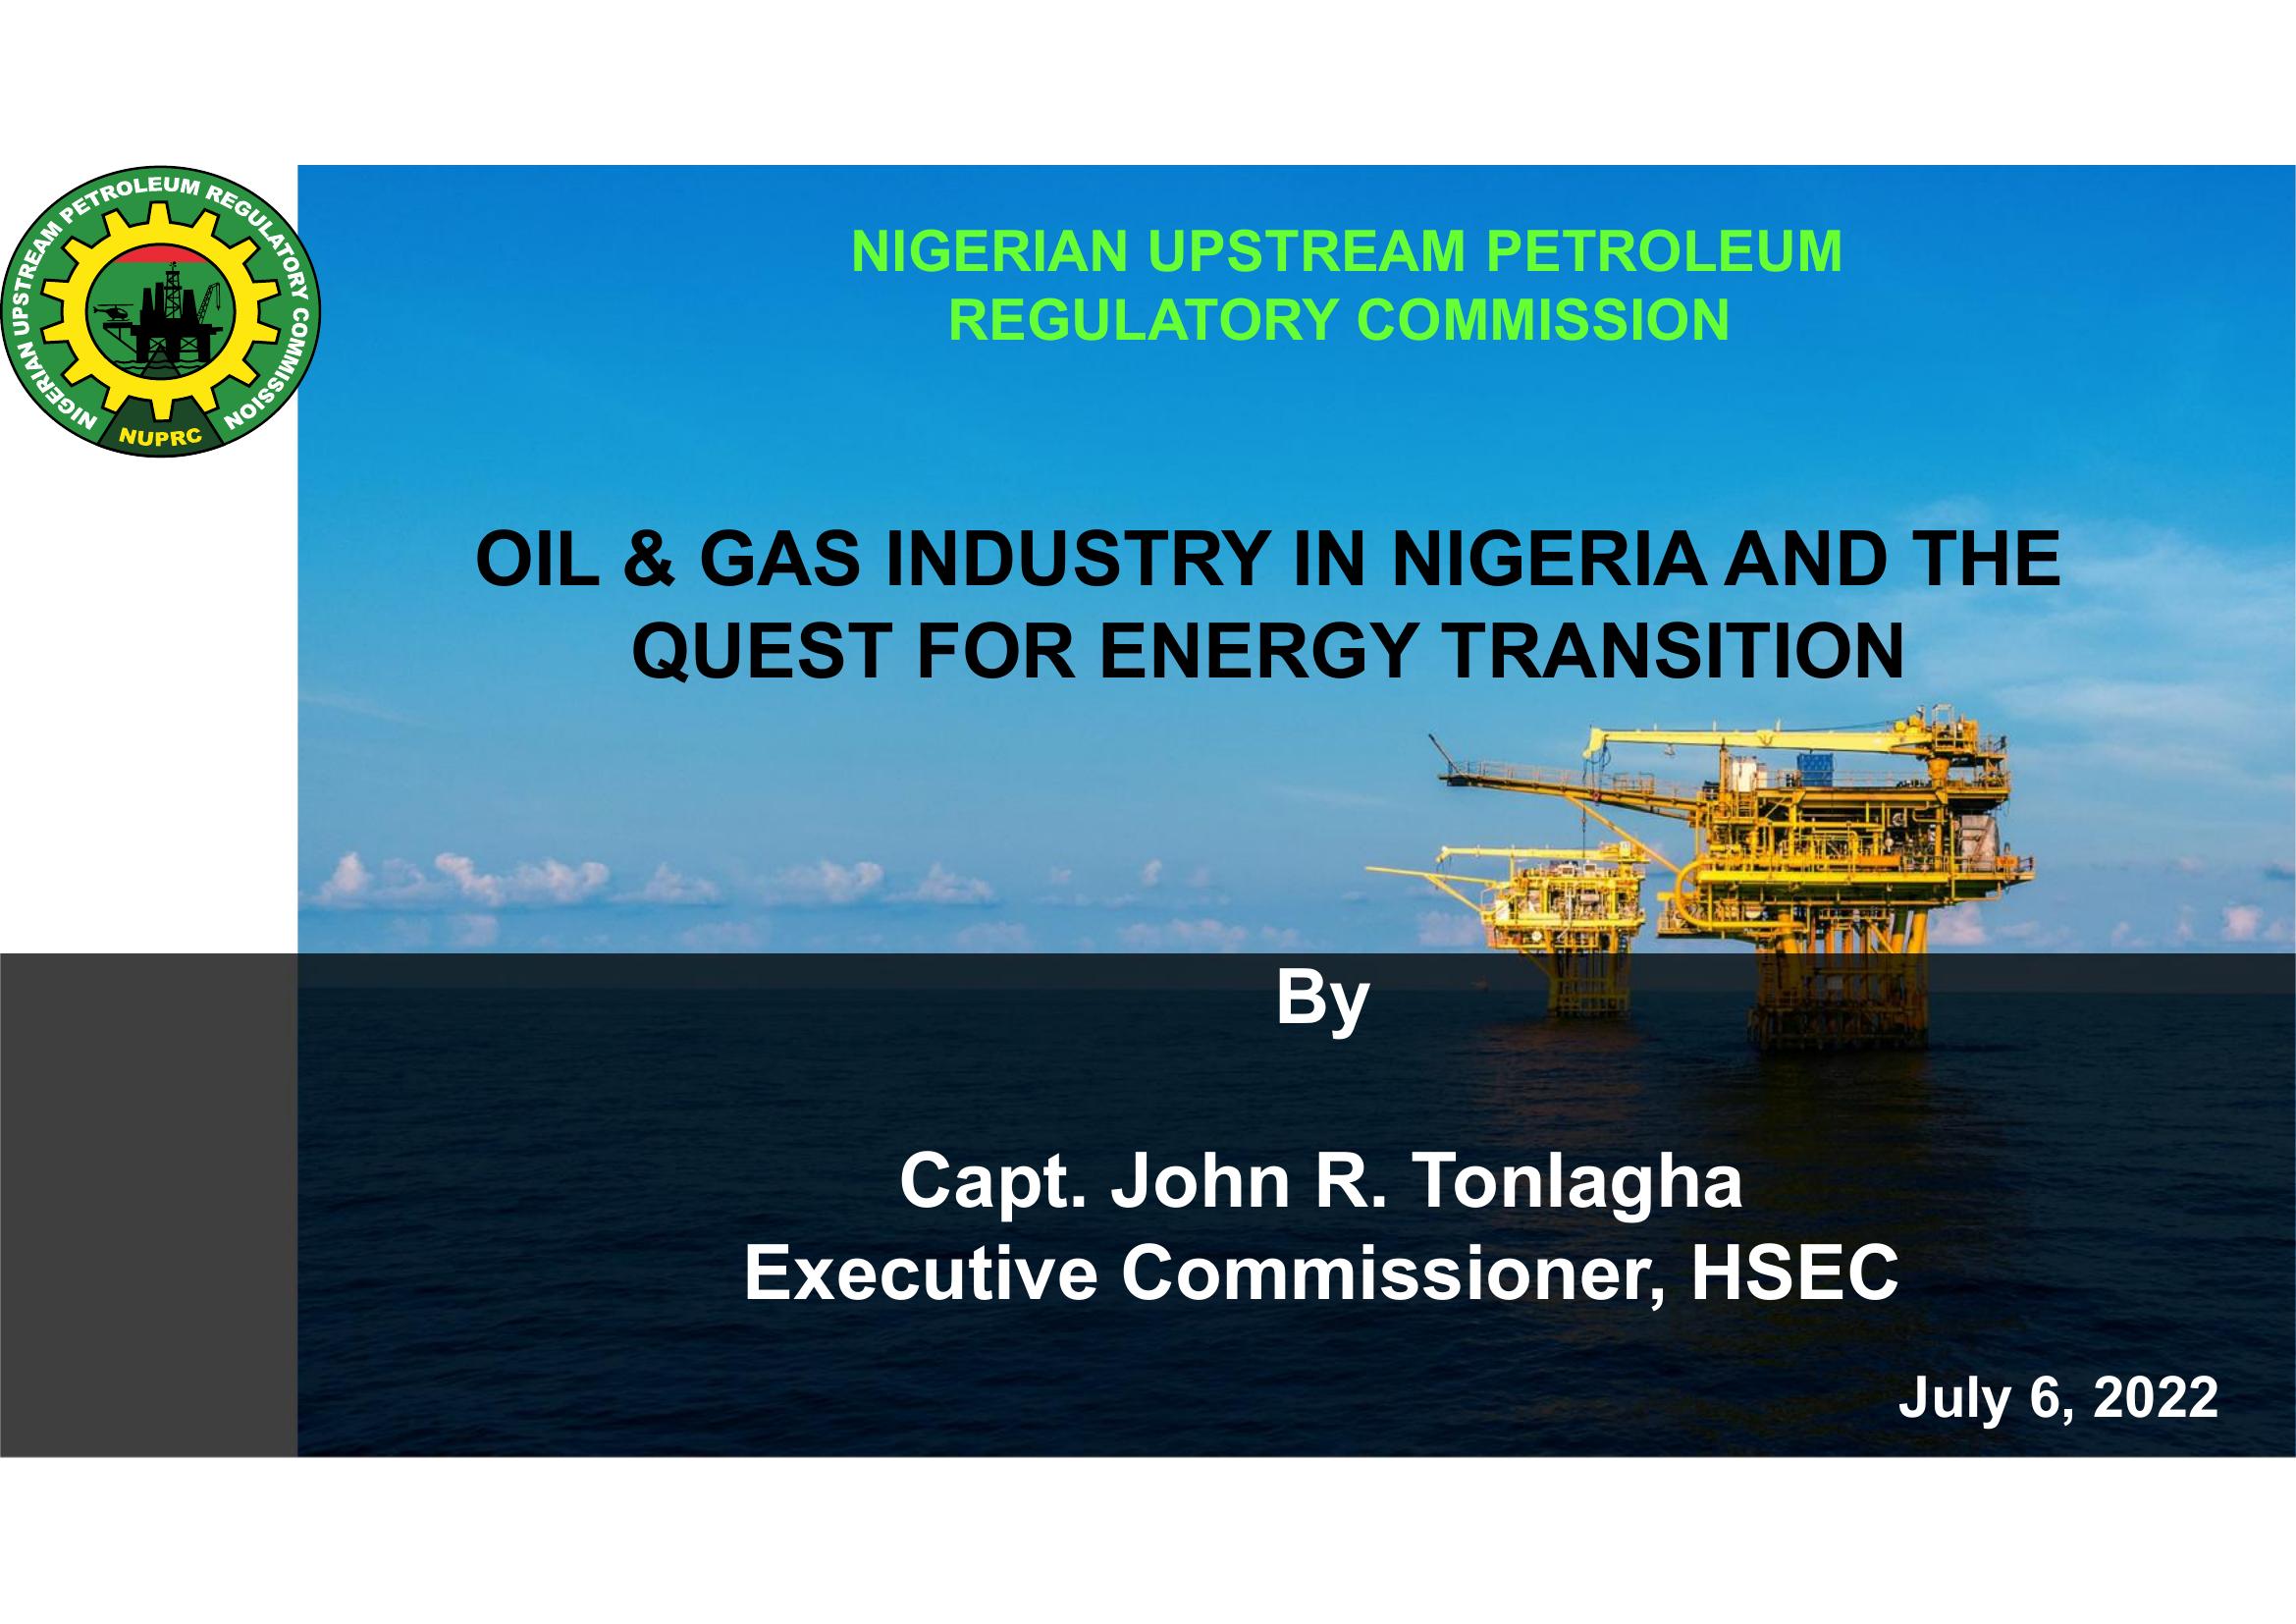 NIGERIAN UPSTREAM PETROLEUM REGULATORY COMMISSION
NUPRC
NIGERIAN UPSTREAM PETROLEUM
REGULATORY COMMISSION
OIL & GAS INDUSTRY IN NIGERIA AND THE
QUEST FOR ENERGY TRANSITION
By
Capt. John R. Tonlagha
Executive Commissioner, HSEC
July 6, 2022